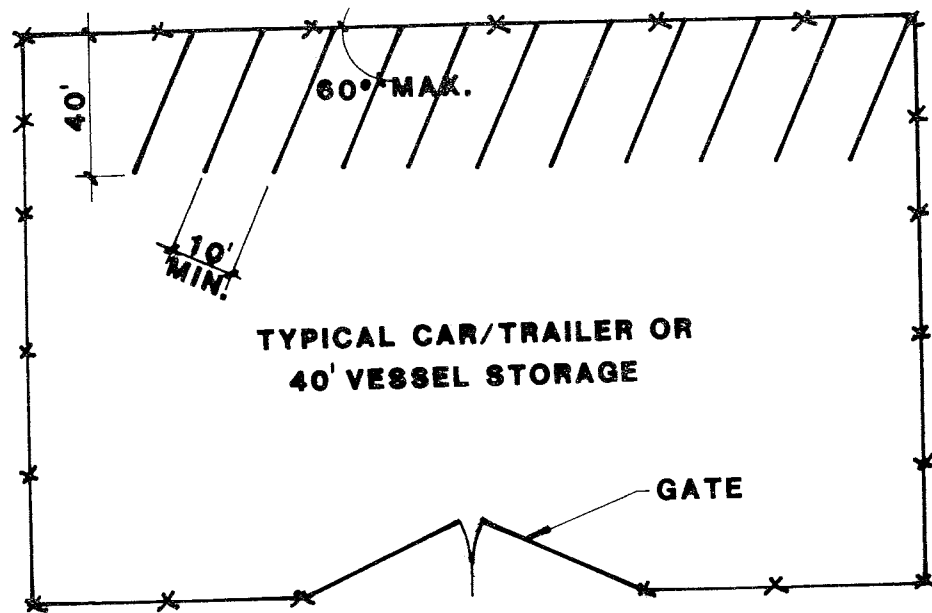 60° MAX.
40'
10'
MIN.
TYPICAL CAR/TRAILER OR
40' VESSEL STORAGE
GATE